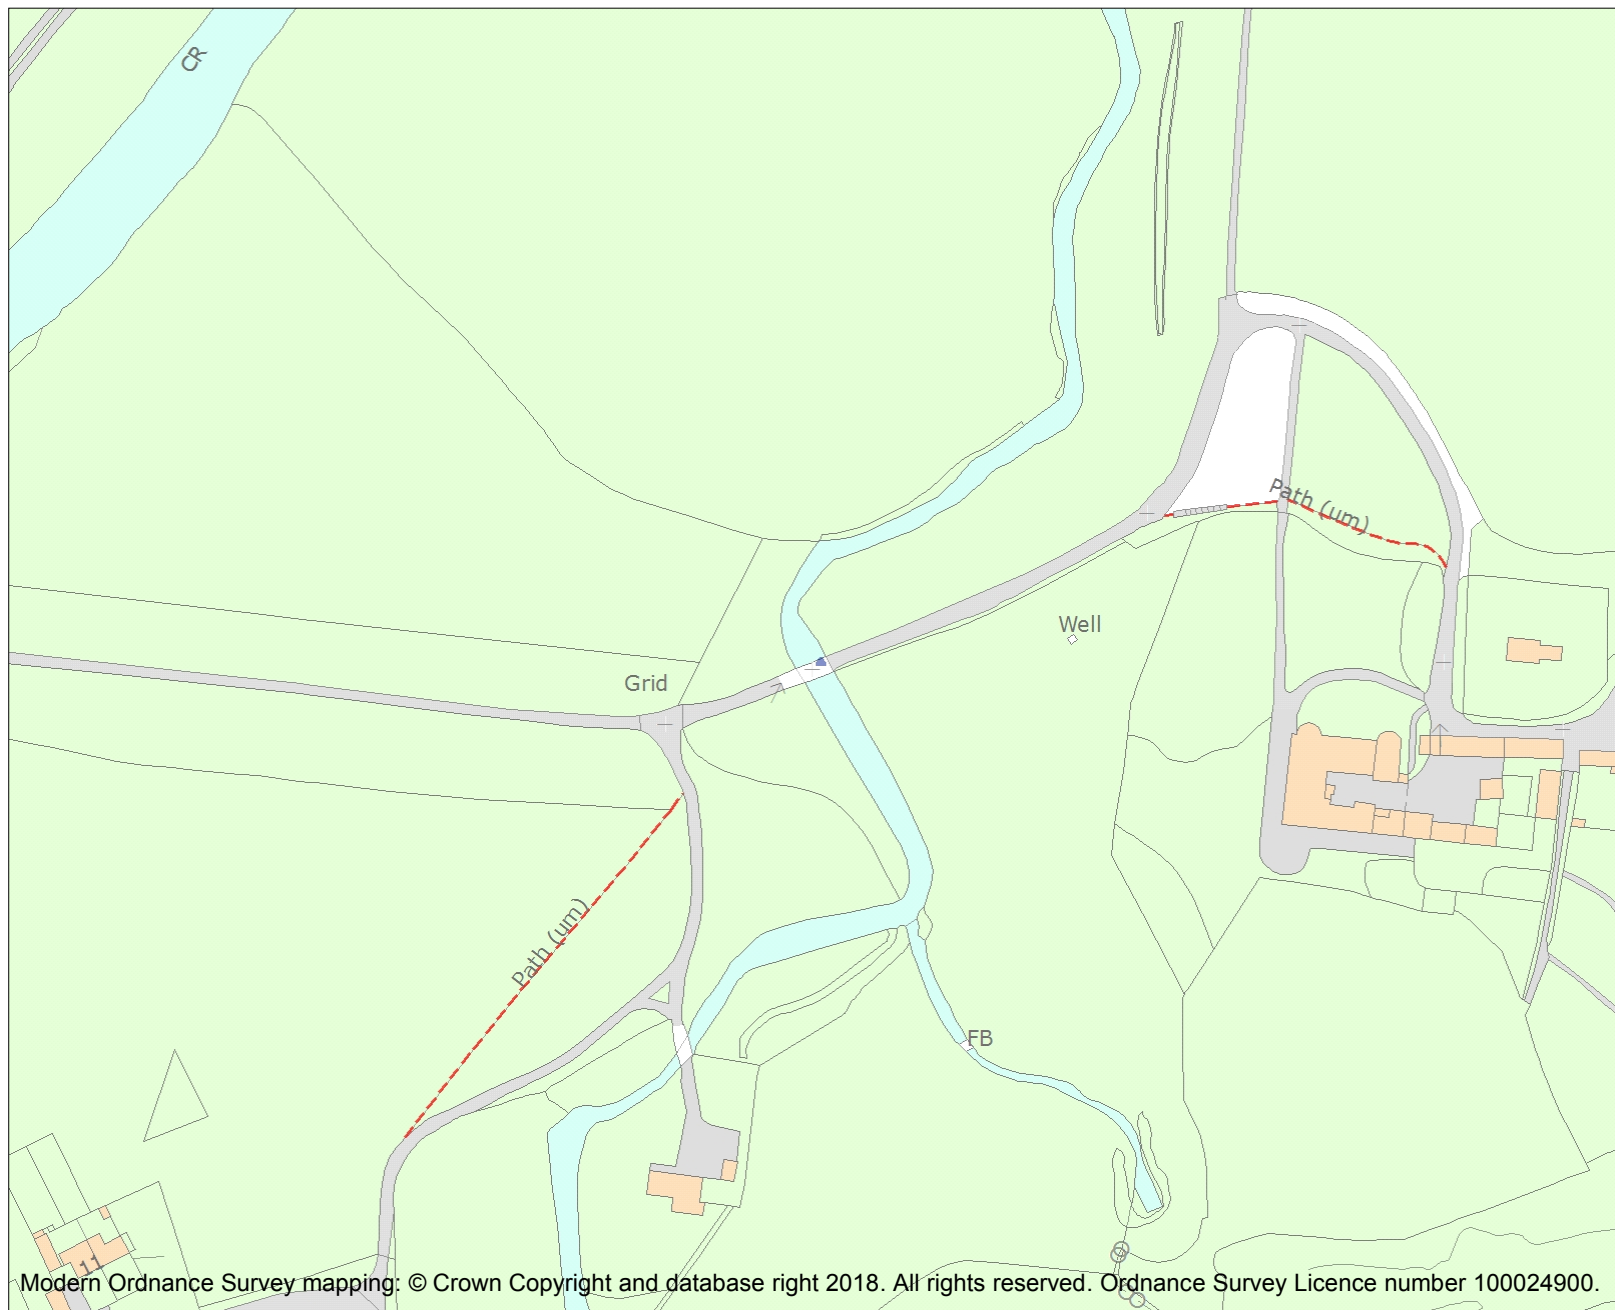 CR
Path (um)
Well
Grid
Path (um)
FB
11
Modern Ordnance Survey mapping: © Crown Copyright and database right 2018. All rights reserved. Ordnance Survey Licence number 100024900.